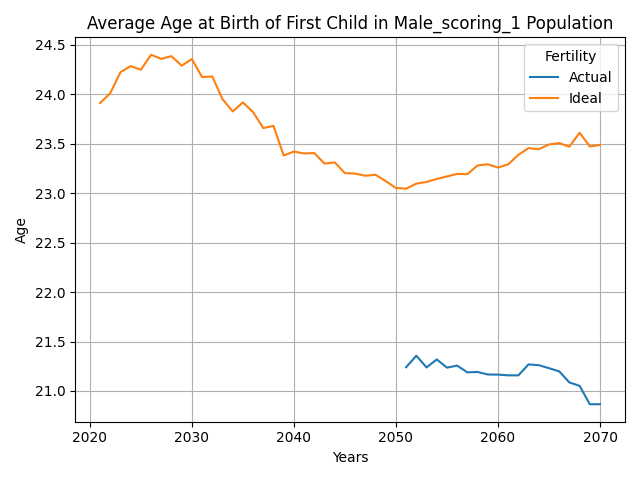 Average Age at Birth of First Child in Male_scoring_1 Population
Fertility
Actual
Ideal
24.5
24.0
23.5
23.0
22.5
22.0
21.5
21.0
Age
2020
2030
2040
2050
2060
2070
Years